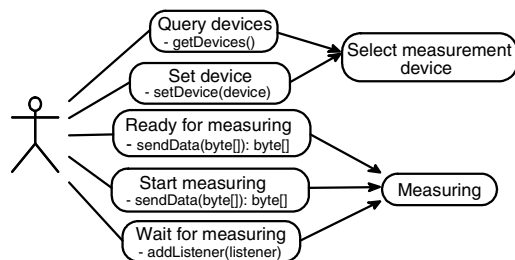 Query devices
- getDevices()
Set device
- setDevice(device)
Select measurement
device
Ready for measuring
- sendData(byte[]): byte[]
Start measuring
- sendData(byte[]): byte[]
Wait for measuring
- addListener(listener)
Measuring